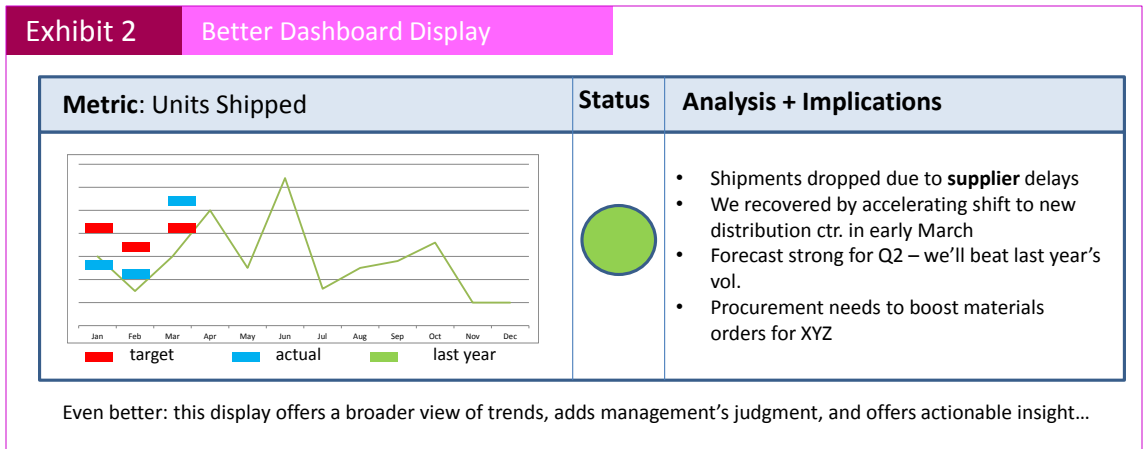 Exhibit 2
Better Dashboard Display
Metric: Units Shipped
Status
Analysis + Implications
Jan Feb Mar Apr May Jun Jul Aug Sep Oct Nov Dec
target actual last year
• Shipments dropped due to supplier delays
• We recovered by accelerating shift to new
distribution ctr. in early March
• Forecast strong for Q2 – we'll beat last year's
vol.
• Procurement needs to boost materials
orders for XYZ
Even better: this display offers a broader view of trends, adds management's judgment, and offers actionable insight…